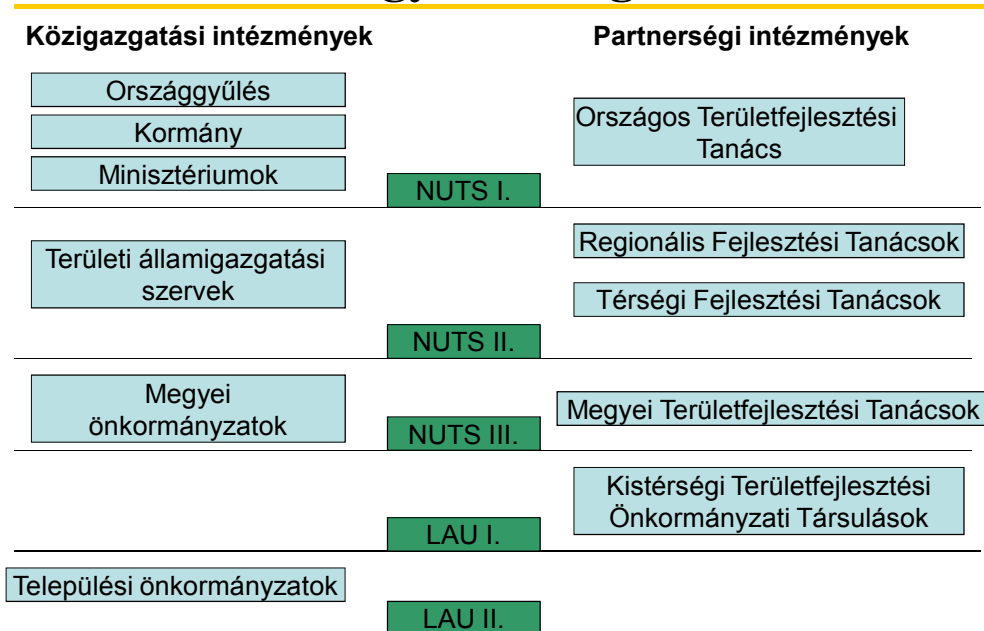 Közigazgatási intézmények
Partnerségi intézmények
Országgyűlés
Kormány
Minisztériumok
Országos Területfejlesztési
Tanács
NUTS I.
Területi államigazgatási
szervek
Regionális Fejlesztési Tanácsok
Térségi Fejlesztési Tanácsok
NUTS II.
Megyei
önkormányzatok
Megyei Területfejlesztési Tanácsok
NUTS III.
Kistérségi Területfejlesztési
Önkormányzati Társulások
LAU I.
Települési önkormányzatok
LAU II.